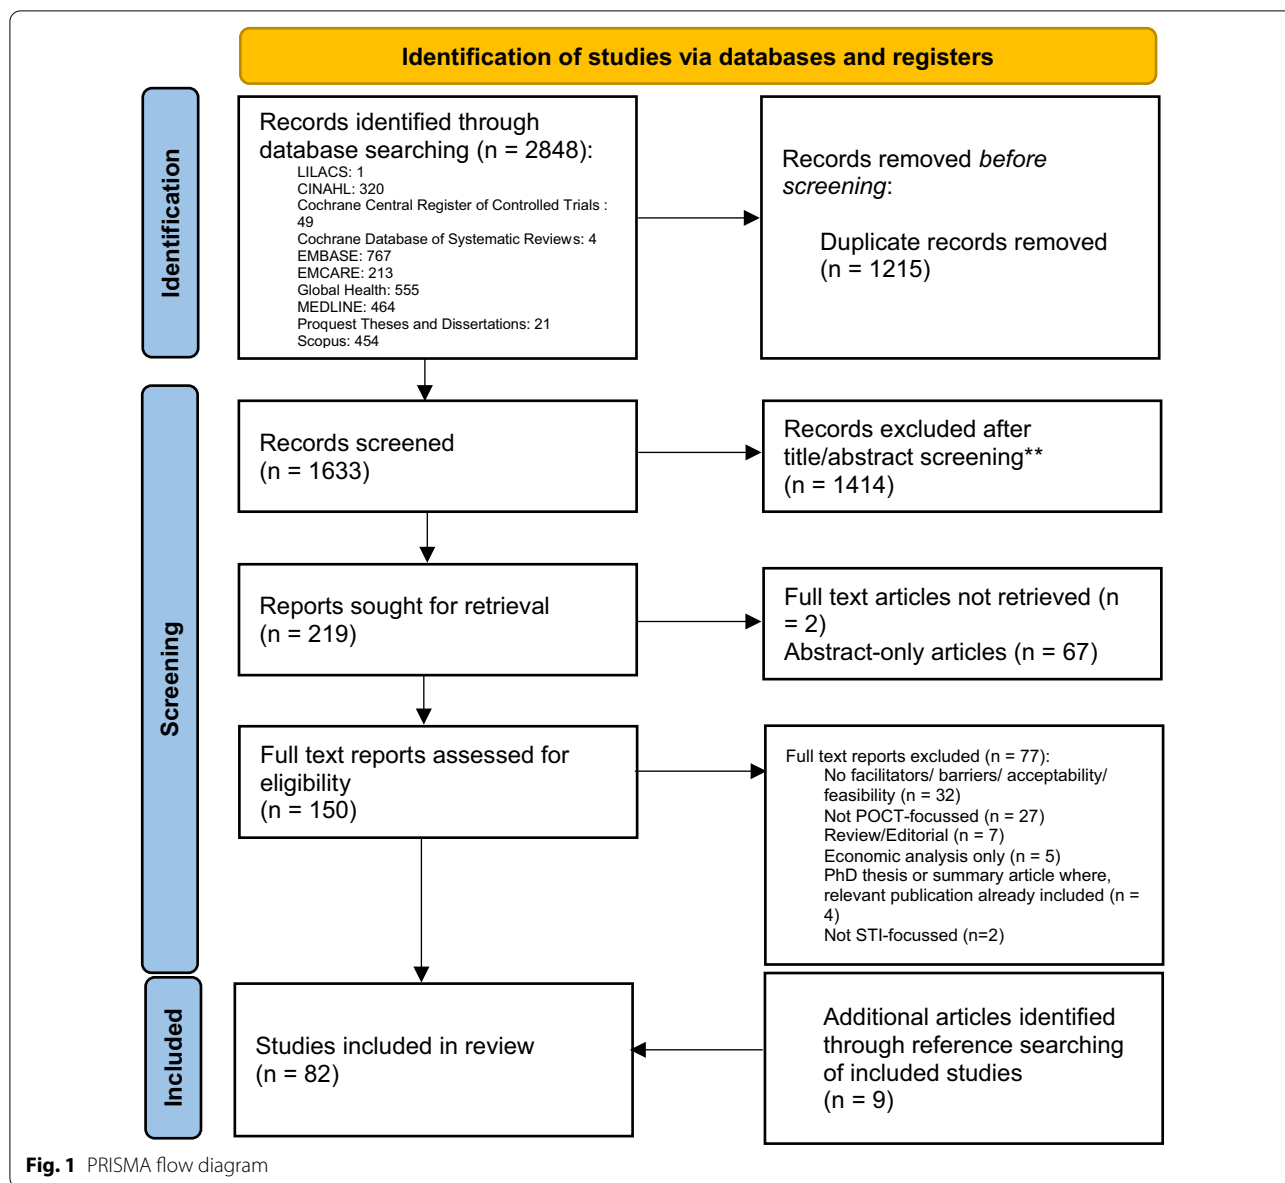 Identification of studies via databases and registers
Identification
Records identified through
database searching (n = 2848):
LILACS: 1
CINAHL: 320
Cochrane Central Register of Controlled Trials :
49
Cochrane Database of Systematic Reviews: 4
EMBASE: 767
EMCARE: 213
Global Health: 555
MEDLINE: 464
Proquest Theses and Dissertations: 21
Scopus: 454
Records removed before
screening:
Duplicate records removed
(n = 1215)
Screening
Records screened
(n = 1633)
Records excluded after
title/abstract screening**
(n = 1414)
Reports sought for retrieval
(n = 219)
Full text articles not retrieved (n
= 2)
Abstract-only articles (n = 67)
Full text reports assessed for
eligibility
(n = 150)
Full text reports excluded (n = 77):
No facilitators/ barriers/ acceptability/
feasibility (n = 32)
Not POCT-focussed (n = 27)
Review/Editorial (n = 7)
Economic analysis only (n = 5)
PhD thesis or summary article where,
relevant publication already included (n =
4)
Not STI-focussed (n=2)
Included
Studies included in review
(n = 82)
Additional articles identified
through reference searching
of included studies
(n = 9)
Fig. 1 PRISMA flow diagram